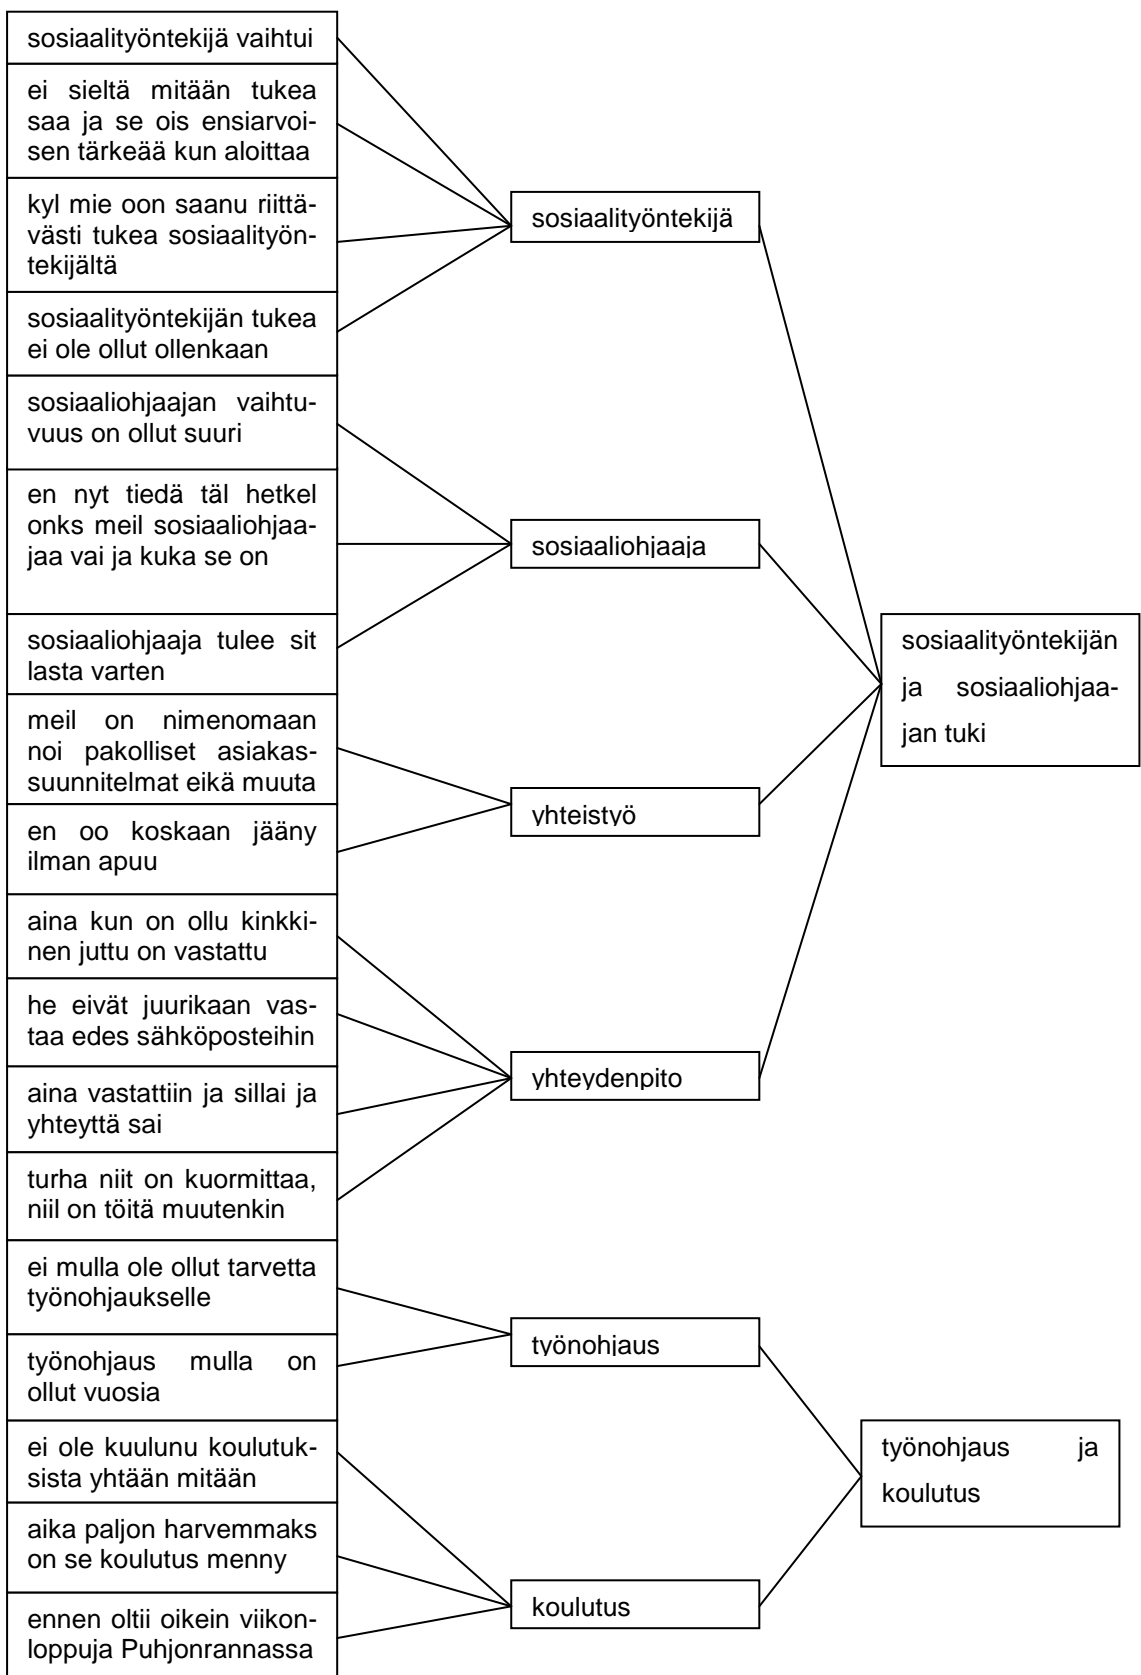 sosiaalityöntekijä vaihtui
ei sieltä mitään tukea
saa ja se ois ensiarvoi-
sen tärkeää kun aloittaa
kyl mie oon saanu riittä-
västi tukea sosiaalityön-
tekijältä
sosiaalityöntekijän tukea
ei ole ollut ollenkaan
sosiaaliohjaajan vaihtu-
vuus on ollut suuri
en nyt tiedä täl hetkel
onks meil sosiaaliohjaa-
jaa vai ja kuka se on
sosiaaliohjaaja tulee sit
lasta varten
meil on nimenomaan
noi pakolliset asiakas-
suunnitelmat eikä muuta
en oo koskaan jääny
ilman apuu
aina kun on ollu kinkki-
nen juttu on vastattu
he eivät juurikaan vas-
taa edes sähköposteihin
aina vastattiin ja sillai ja
yhteyttä sai
turha niit on kuormittaa,
niil on töitä muutenkin
ei mulla ole ollut tarvetta
työnohjaukselle
työnohjaus mulla on
ollut vuosia
ei ole kuulunu koulutuk-
sista yhtään mitään
aika paljon harvemmaks
on se koulutus menny
ennen oltii oikein viikon-
loppuja Puhjonrannassa
sosiaalityöntekijä
sosiaaliohjaaja
yhteistyö
yhteydenpito
työnohjaus
koulutus
sosiaalityöntekijän
ja sosiaaliohjaa-
jan tuki
työnohjaus ja
koulutus